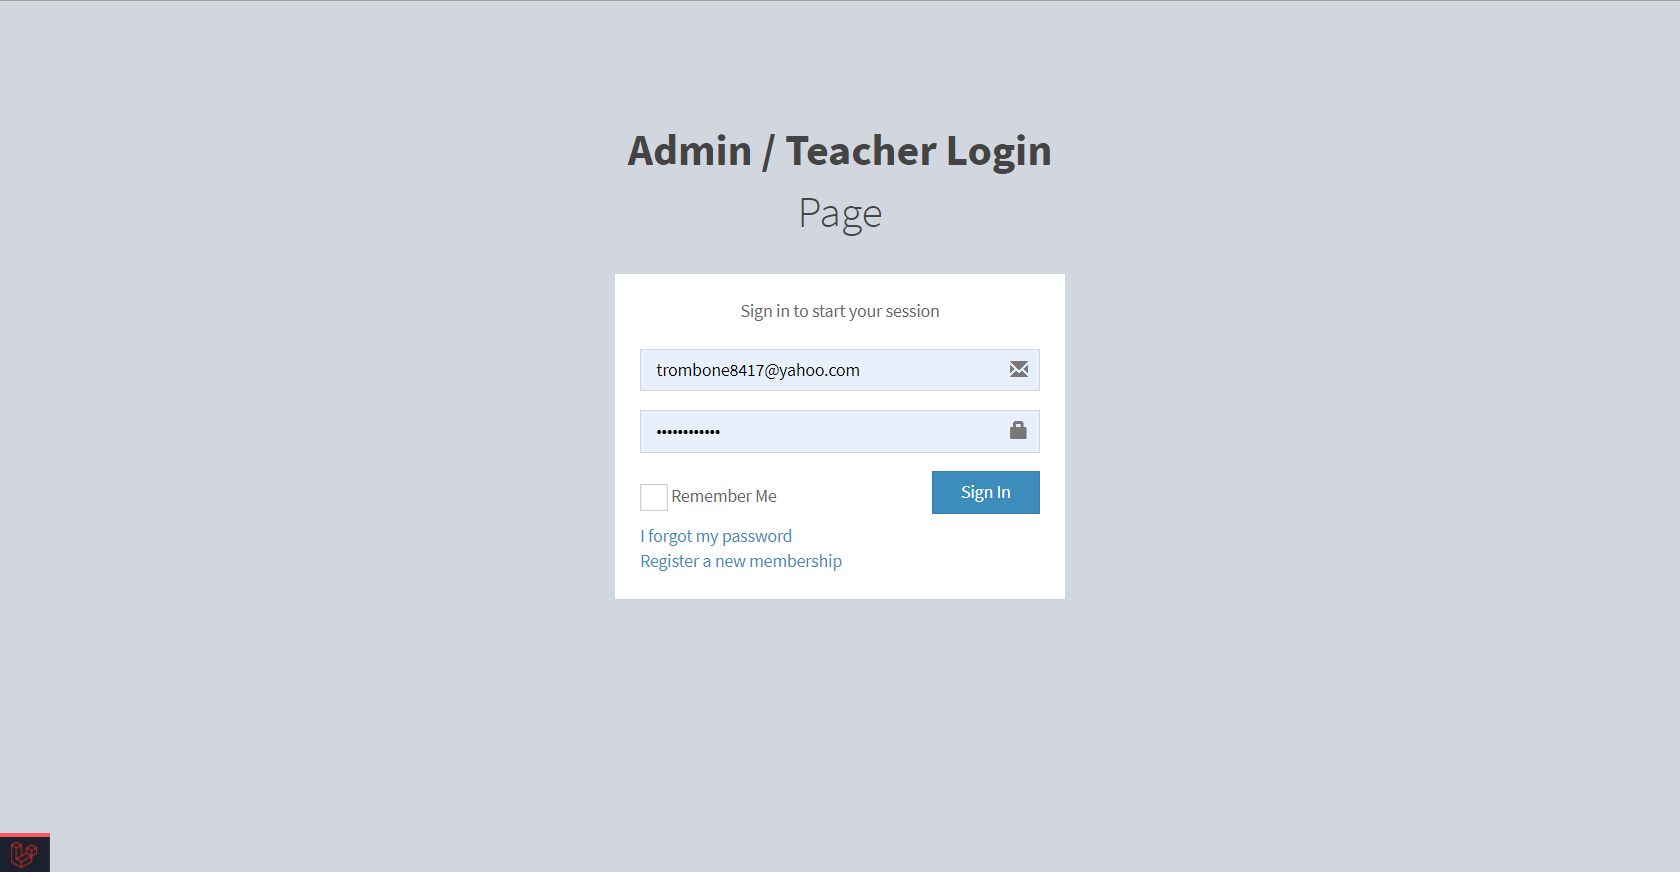 Admin / Teacher Login
Page
Sign in to start your session
trombone8417@yahoo.com
••••••••••••
Remember Me
Sign In
I forgot my password
Register a new membership